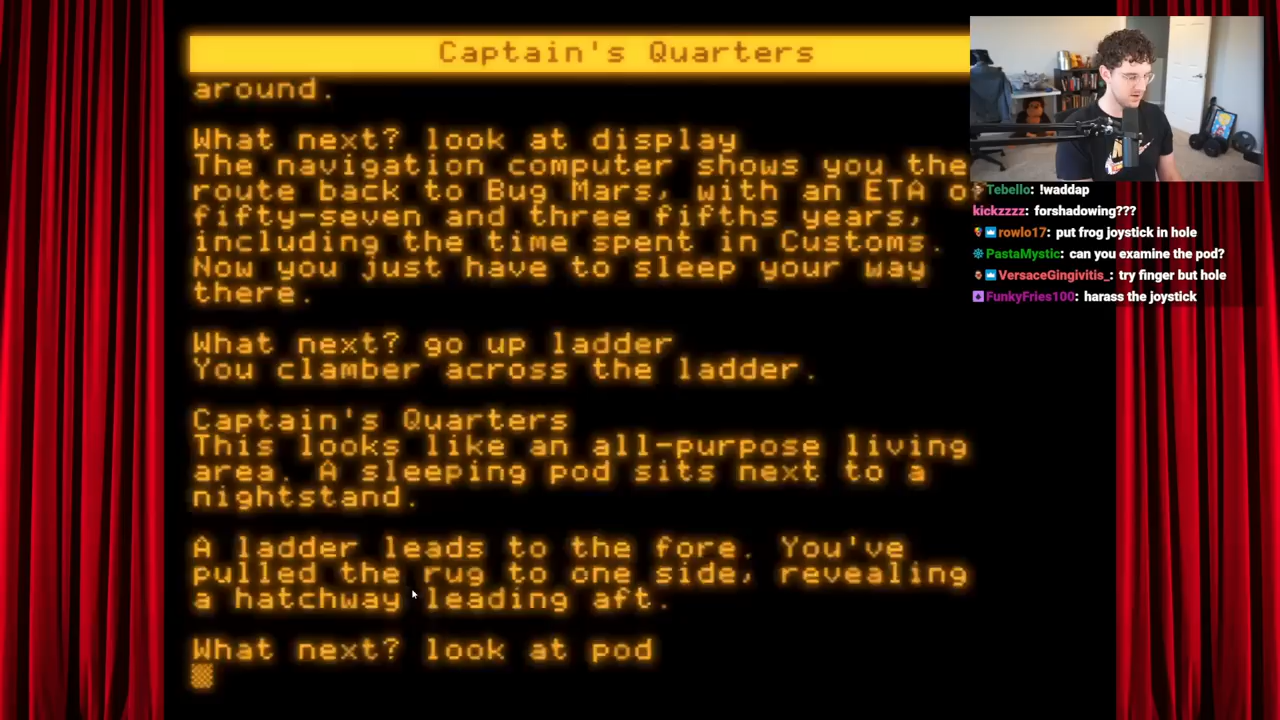 Captain's Quarters
around.
What next? look at display
The navigation computer shows you the
route back to Bug Mars, with an ETA o
fifty-seven and three fifths years,
including the time spent in Customs.
Now you just have to sleep your way
there.
What next? go up ladder
You clamber across the ladder.
Captain's Quarters
This looks like an all-purpose living
area. A sleeping pod sits next to a
nightstand.
A ladder leads to the fore. You've
pulled the rug to one side, revealing
a hatchway leading aft.
What next? look at pod
Tebello: !waddap
kickzzzz: forshadowing???
rowlo17: put frog joystick in hole
PastaMystic: can you examine the pod?
VersaceGingivitis_: try finger but hole
FunkyFries100: harass the joystick